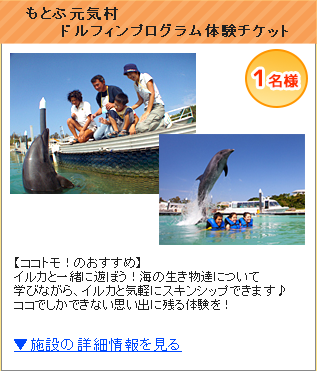 もとぶ元気村
ドルフィンプログラム体験チケット
1名様
【ココトモ！のおすすめ】
イルカと一緒に遊ぼう！海の生き物達について
学びながら、イルカと気軽にスキンシップできます♪
ココでしかできない思い出に残る体験を！
▼施設の詳細情報を見る